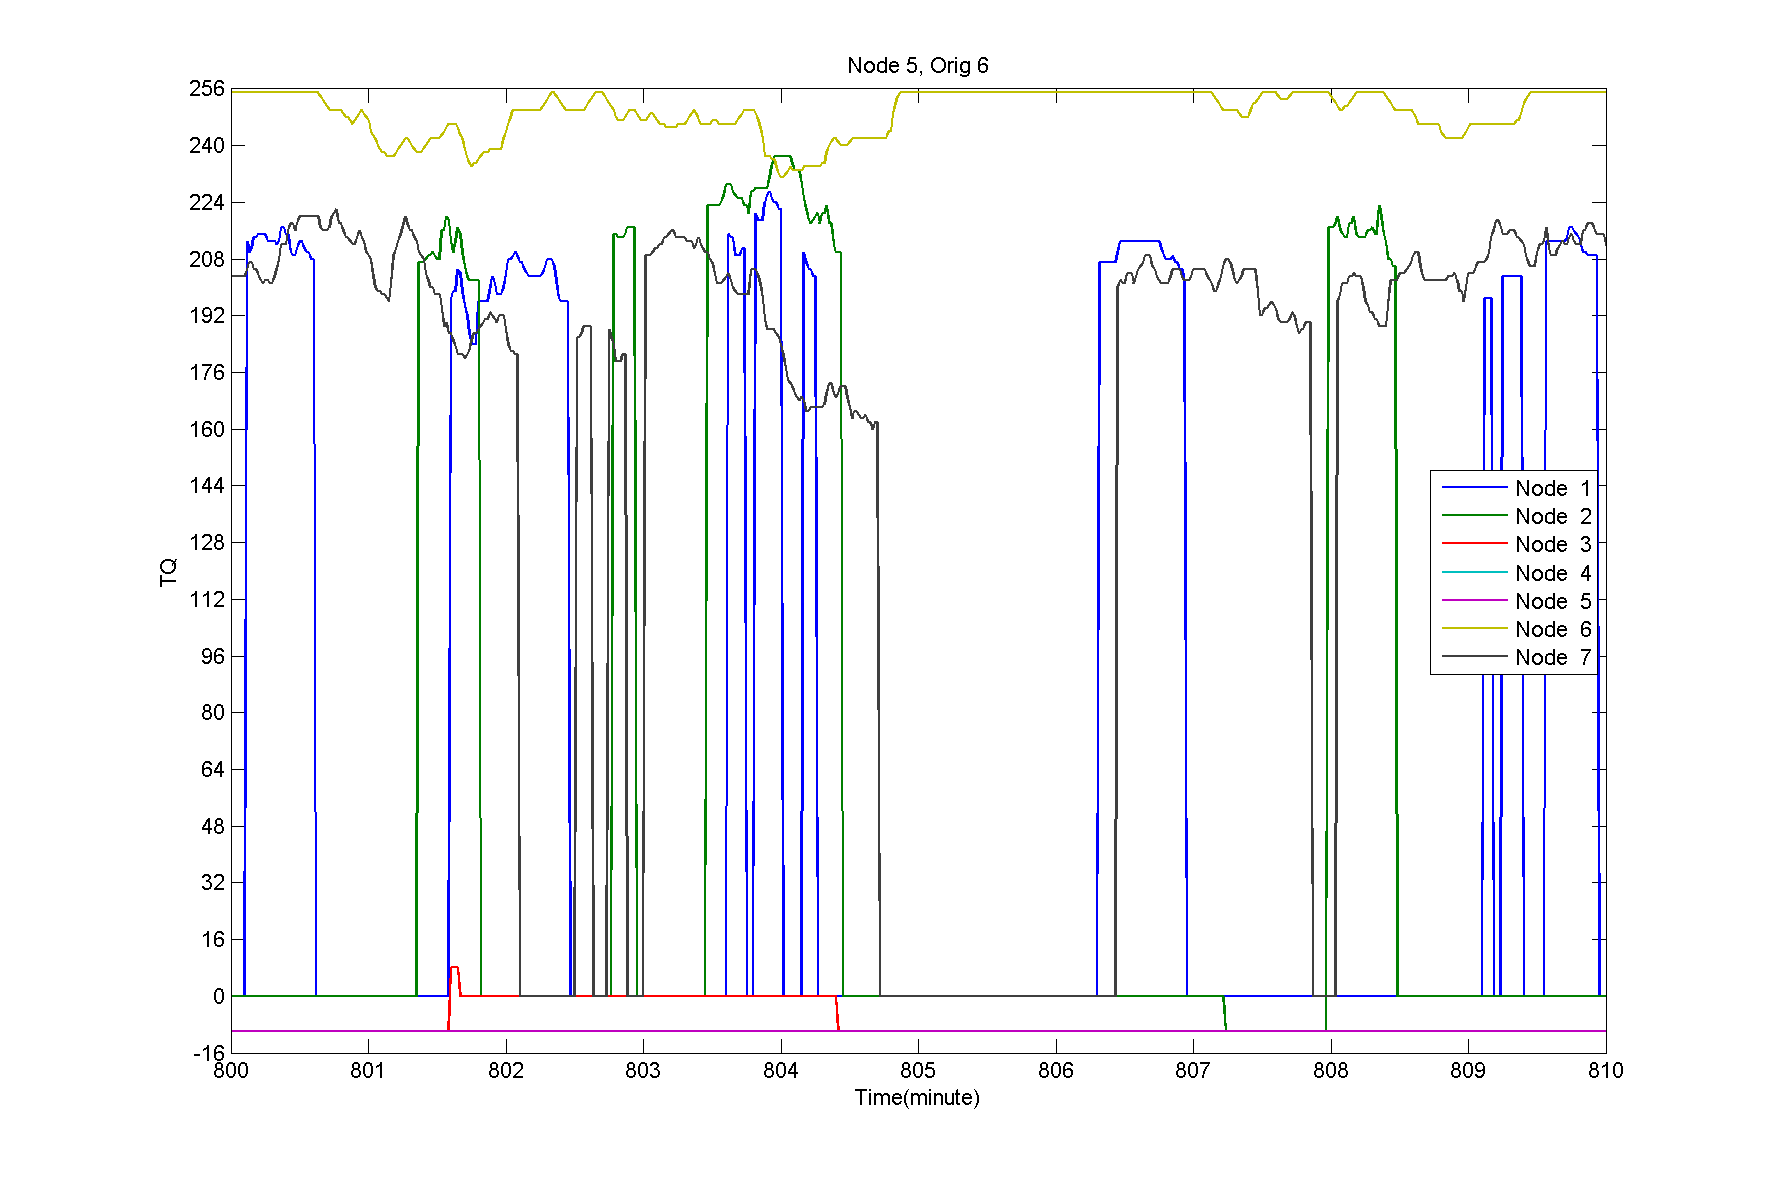 Node 5, Orig 6
256
240
224
208
192
176
160
144
128
112
96
80
64
48
32
16
0
-16
TQ
Node 1
Node 2
Node 3
Node 4
Node 5
Node 6
Node 7
800 801 802 803 804 805 806 807 808 809 810
Time(minute)